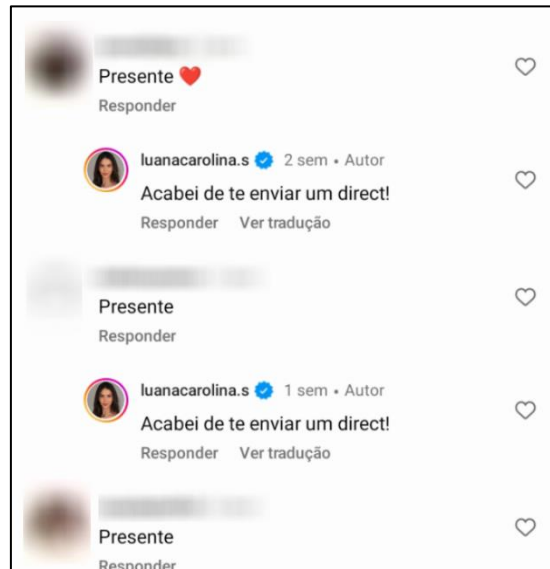 Presente ❤️
Responder
luanacarolina.s 2 sem • Autor
Acabei de te enviar um direct!
Responder Ver tradução
Presente
Responder
luanacarolina.s 1 sem • Autor
Acabei de te enviar um direct!
Responder Ver tradução
Presente
Responder